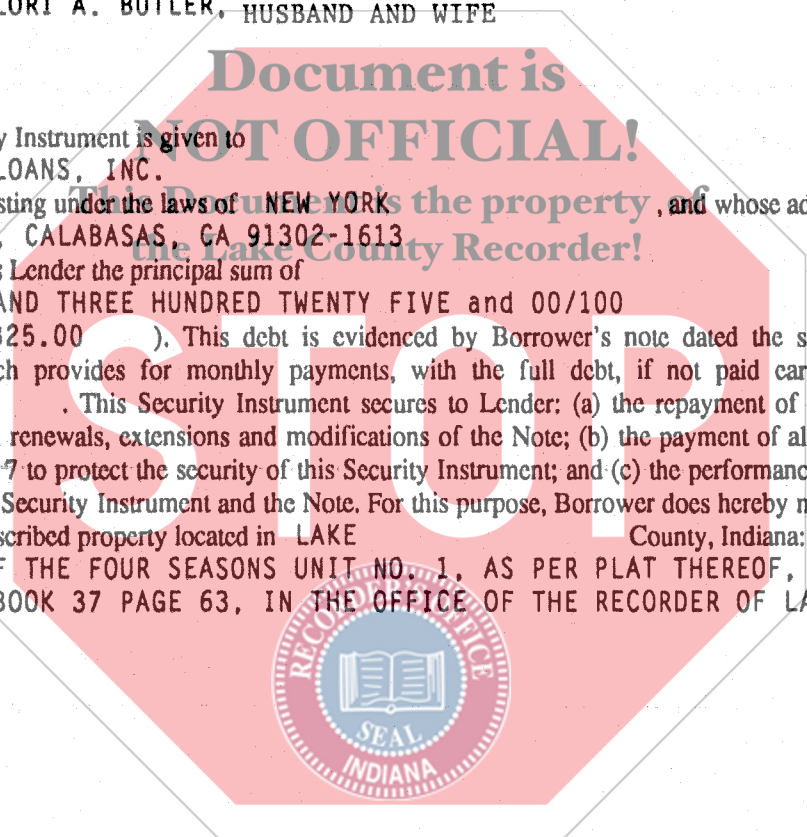 LORI A. BUTLER, HUSBAND AND WIFE
Document is
NOT OFFICIAL!
This Document is the property of
the Lake County Recorder!
STOP
y Instrument is given to
LOANS, INC.
sting under the laws of NEW YORK , and whose ad
, CALABASAS, CA 91302-1613
s Lender the principal sum of
AND THREE HUNDRED TWENTY FIVE and 00/100
325.00 ). This debt is evidenced by Borrower's note dated the s
ch provides for monthly payments, with the full debt, if not paid ear
. This Security Instrument secures to Lender: (a) the repayment of
renewals, extensions and modifications of the Note; (b) the payment of al
7 to protect the security of this Security Instrument; and (c) the performanc
Security Instrument and the Note. For this purpose, Borrower does hereby m
scribed property located in LAKE County, Indiana:
F THE FOUR SEASONS UNIT NO. 1, AS PER PLAT THEREOF,
BOOK 37 PAGE 63, IN THE OFFICE OF THE RECORDER OF LA
RECORDER'S OFFICE
SEAL
INDIANA